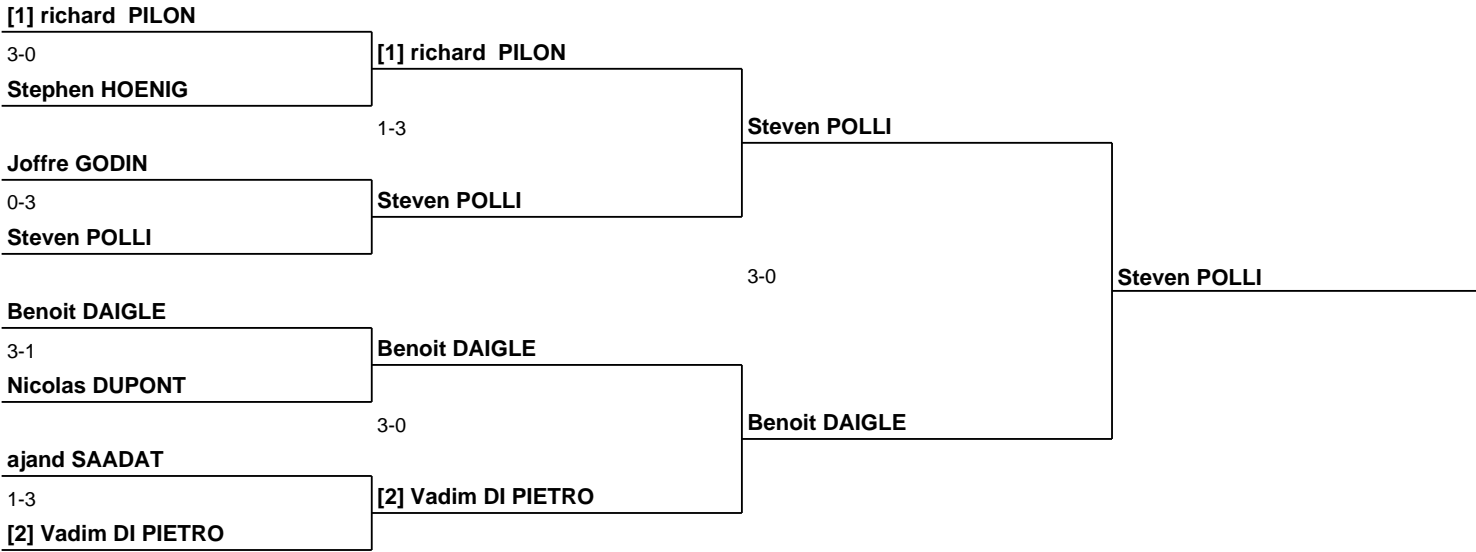 [1] richard  PILON
3-0
[1] richard  PILON
Stephen HOENIG
1-3
Steven POLLI
Joffre GODIN
0-3
Steven POLLI
Steven POLLI
3-0
Steven POLLI
Benoit DAIGLE
3-1
Benoit DAIGLE
Nicolas DUPONT
3-0
Benoit DAIGLE
ajand SAADAT
1-3
[2] Vadim DI PIETRO
[2] Vadim DI PIETRO